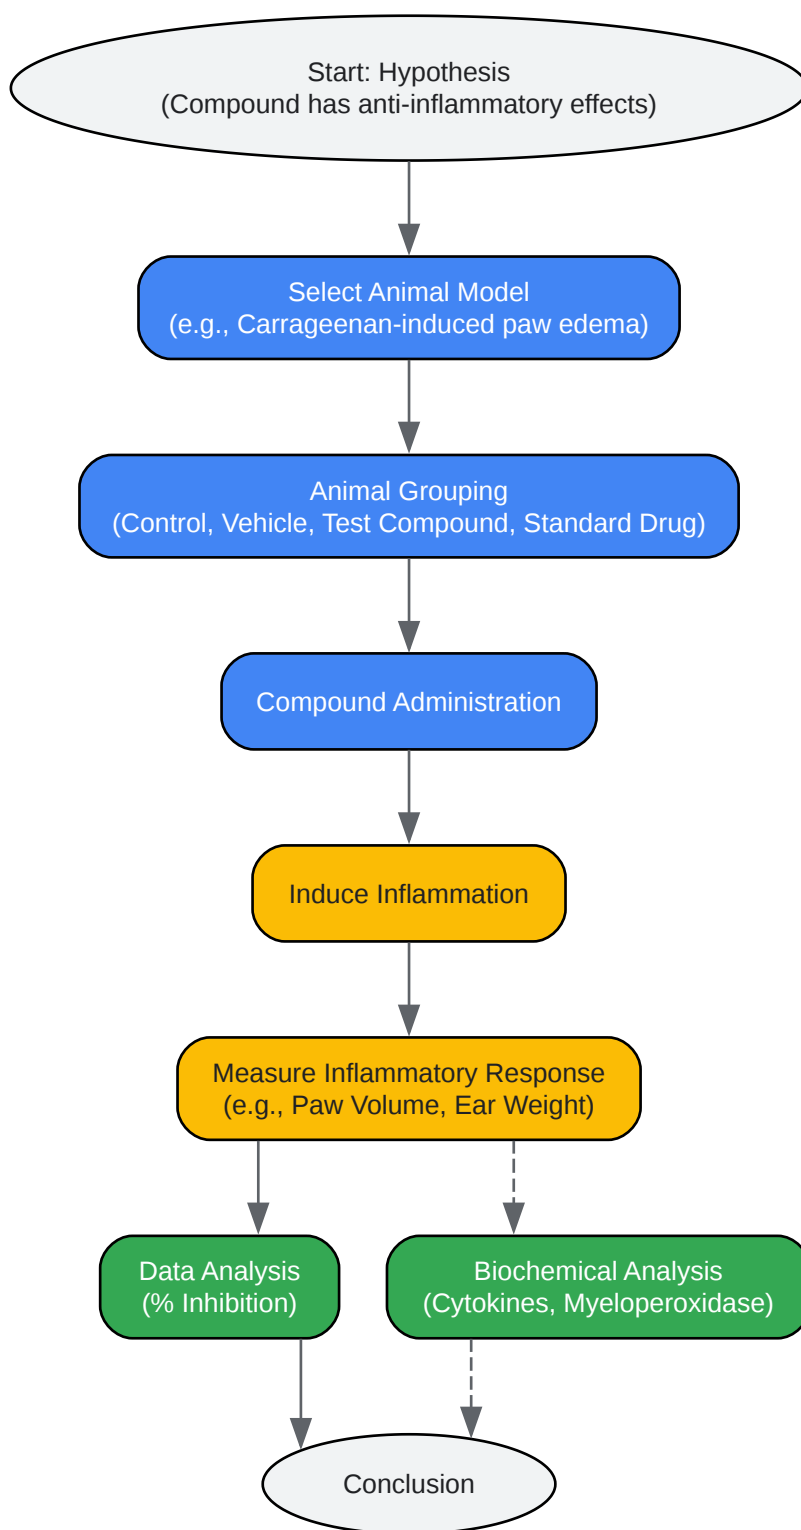 Start: Hypothesis
(Compound has anti-inflammatory effects)
Select Animal Model
(e.g., Carrageenan-induced paw edema)
Animal Grouping
(Control, Vehicle, Test Compound, Standard Drug)
Compound Administration
Induce Inflammation
Measure Inflammatory Response
(e.g., Paw Volume, Ear Weight)
Data Analysis
(% Inhibition)
Biochemical Analysis
(Cytokines, Myeloperoxidase)
Conclusion